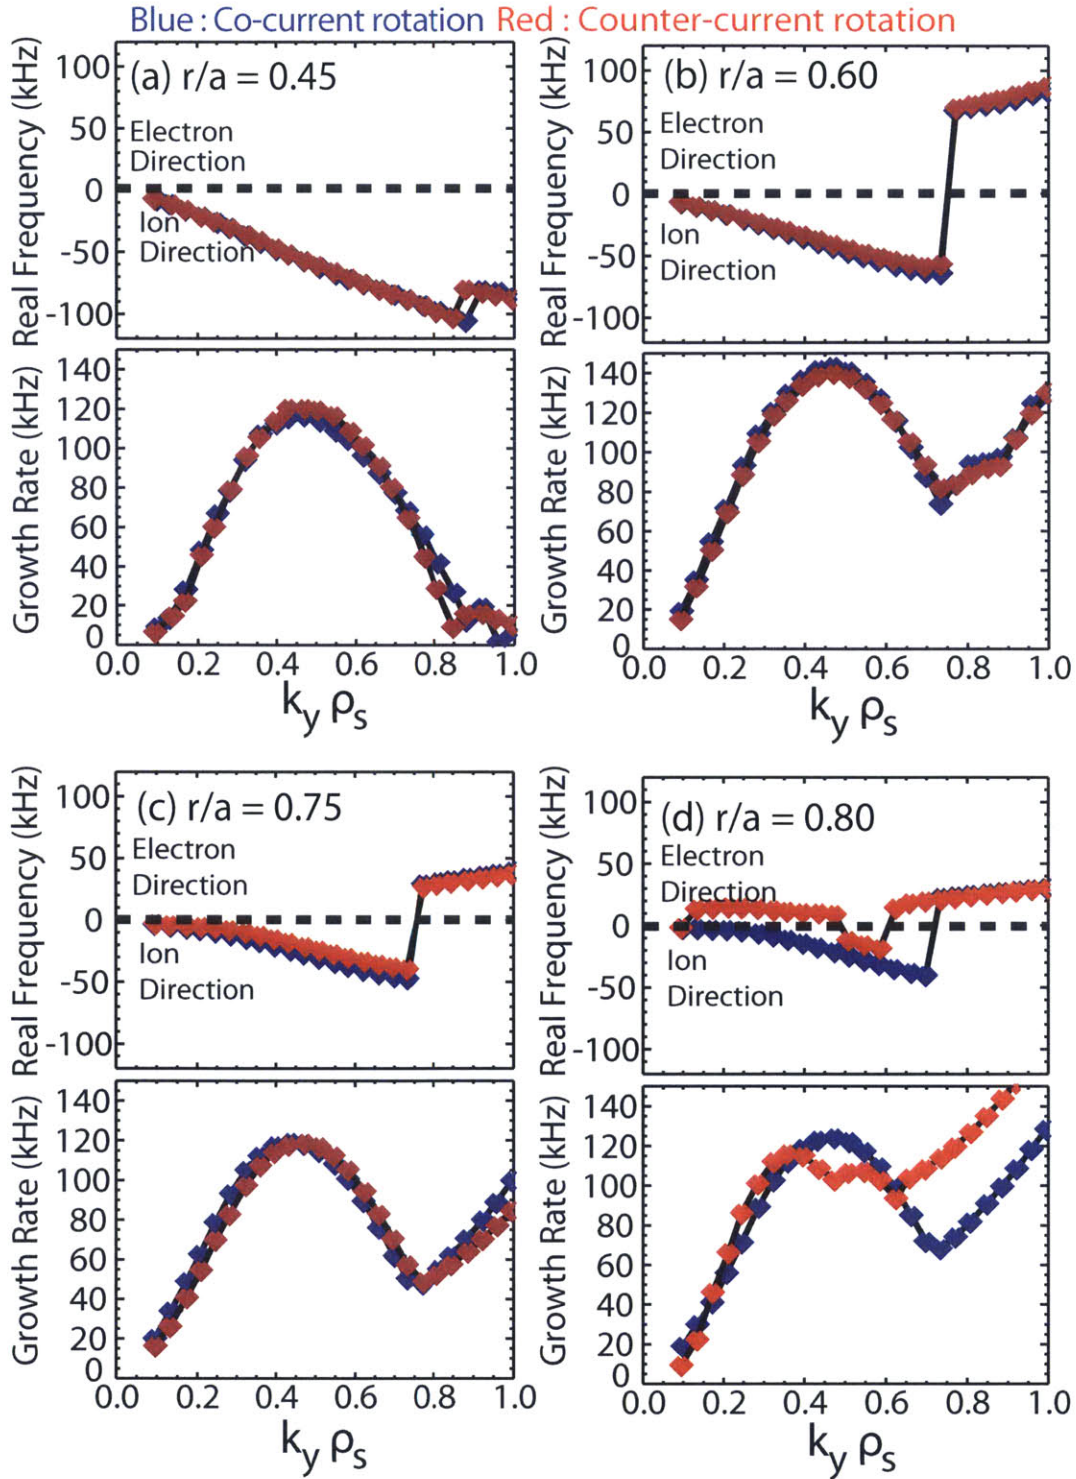 Blue : Co-current rotation Red : Counter-current rotation
(a) r/a = 0.45
Real Frequency (kHz)
100
50
0
-50
-100
Electron
Direction
Ion
Direction
Growth Rate (kHz)
140
120
100
80
60
40
20
0
0.0 0.2 0.4 0.6 0.8 1.0
k_y ρ_s
(b) r/a = 0.60
Real Frequency (kHz)
100
50
0
-50
-100
Electron
Direction
Ion
Direction
Growth Rate (kHz)
140
120
100
80
60
40
20
0
0.0 0.2 0.4 0.6 0.8 1.0
k_y ρ_s
(c) r/a = 0.75
Real Frequency (kHz)
100
50
0
-50
-100
Electron
Direction
Ion
Direction
Growth Rate (kHz)
140
120
100
80
60
40
20
0
0.0 0.2 0.4 0.6 0.8 1.0
k_y ρ_s
(d) r/a = 0.80
Real Frequency (kHz)
100
50
0
-50
-100
Electron
Direction
Ion
Direction
Growth Rate (kHz)
140
120
100
80
60
40
20
0
0.0 0.2 0.4 0.6 0.8 1.0
k_y ρ_s